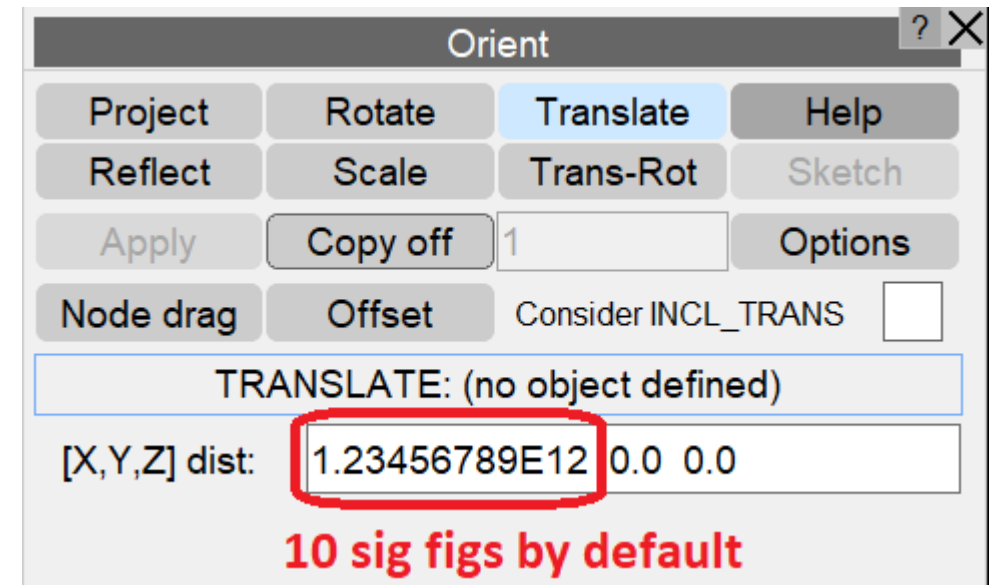 Orient ? X
Project Rotate Translate Help
Reflect Scale Trans-Rot Sketch
Apply Copy off 1 Options
Node drag Offset Consider INCL_TRANS
TRANSLATE: (no object defined)
[X,Y,Z] dist: 1.23456789E12 0.0 0.0
10 sig figs by default